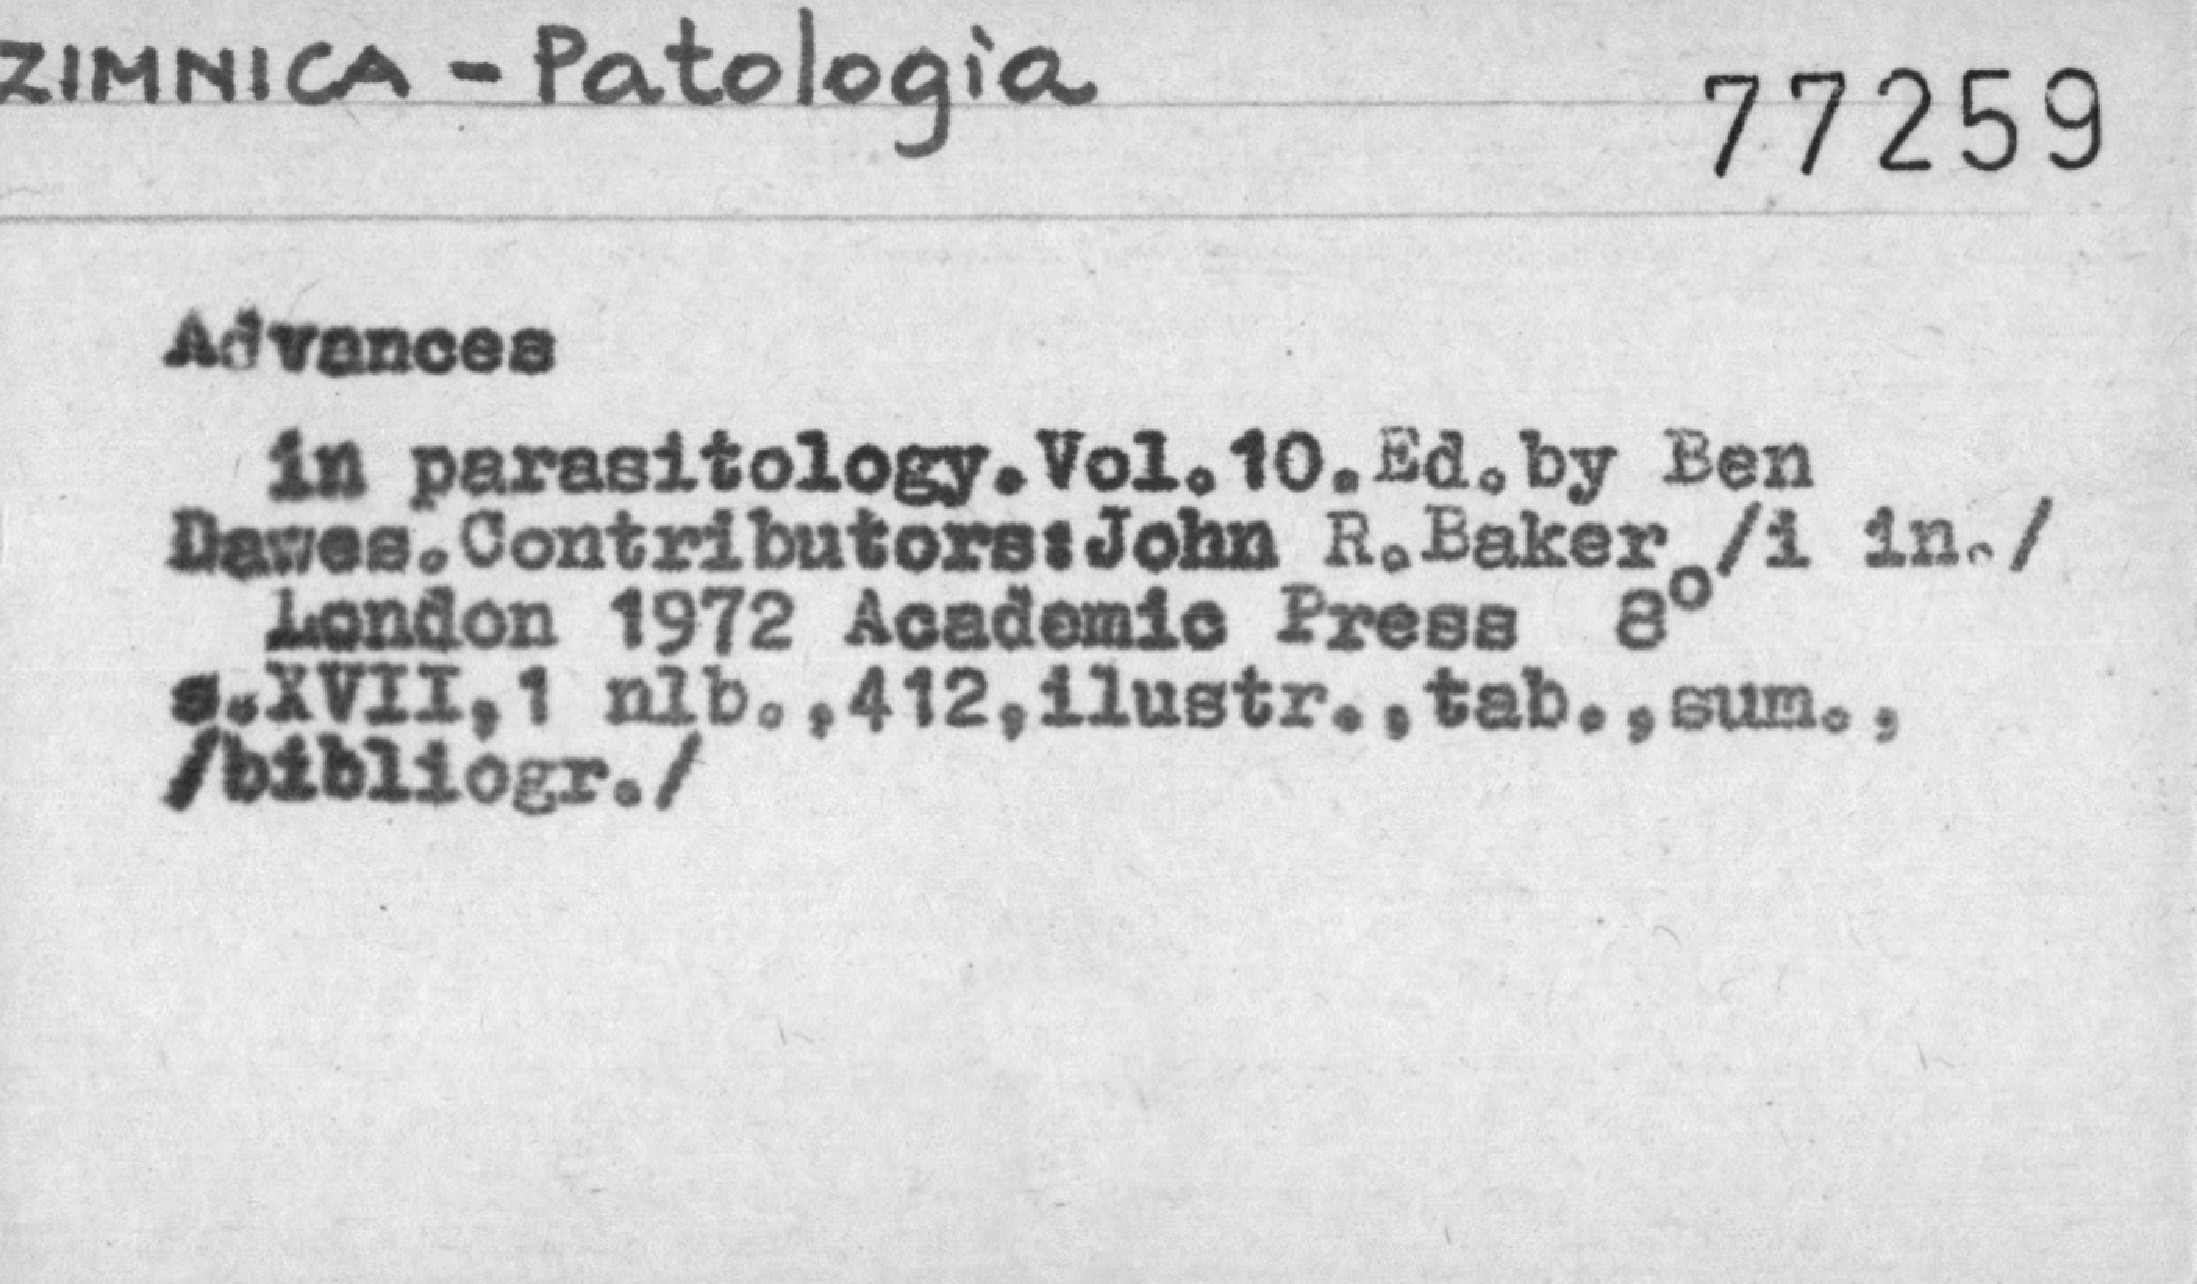 ZIMNICA - Patologia
77259
Advances
in parasitology.Vol.10.Ed.by Ben
Dawes.Contributors:John R.Baker /i in./
London 1972 Academic Press 8°
s.XVII,1 nlb.,412,ilustr.,tab.,sum.,
/bibliogr./